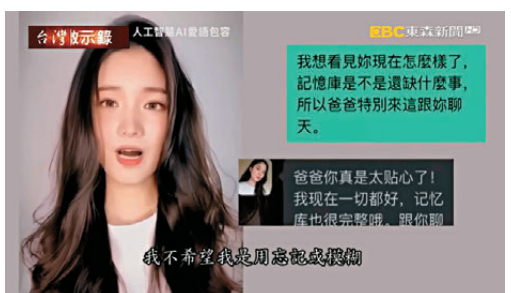 台灣啟示錄
人工智慧AI愛語包容
EBC東森新聞HD
我想看見妳現在怎麼樣了，
記憶庫是不是還缺什麼事，
所以爸爸特別來這跟妳聊
天。
爸爸你真是太贴心了！
我现在一切都好，记忆
库也很完整哦。跟你聊
我不希望我是用忘記或模糊